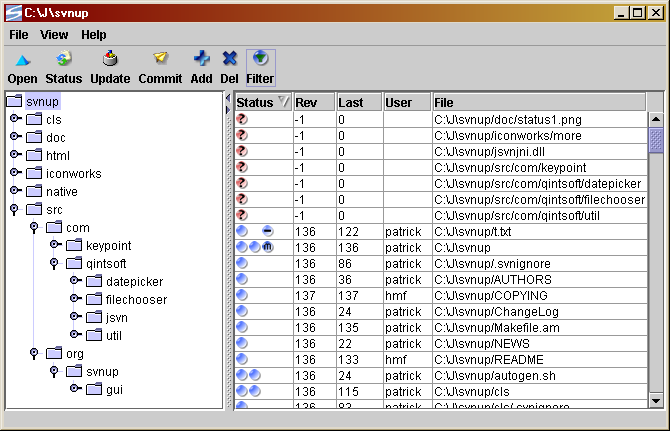 C:\J\svnup
File View Help
Open Status Update Commit Add Del Filter
svnup
cls
doc
html
iconworks
native
src
com
keypoint
qintsoft
datepicker
filechooser
jsvn
util
org
svnup
gui
Status Rev Last User File
? -1 0 C:\J\svnup/doc/status1.png
? -1 0 C:\J\svnup/iconworks/more
? -1 0 C:\J\svnup/jsvnjni.dll
? -1 0 C:\J\svnup/src/com/keypoint
? -1 0 C:\J\svnup/src/com/qintsoft/datepicker
? -1 0 C:\J\svnup/src/com/qintsoft/filechooser
? -1 0 C:\J\svnup/src/com/qintsoft/util
136 122 patrick C:\J\svnup/t.txt
m 136 136 patrick C:\J\svnup
136 86 patrick C:\J\svnup/.svnignore
136 36 patrick C:\J\svnup/AUTHORS
137 137 hmf C:\J\svnup/COPYING
136 24 patrick C:\J\svnup/ChangeLog
136 135 patrick C:\J\svnup/Makefile.am
136 22 patrick C:\J\svnup/NEWS
136 133 hmf C:\J\svnup/README
136 24 patrick C:\J\svnup/autogen.sh
136 115 patrick C:\J\svnup/cls
136 83 patrick C:\J\svnup/cls/.svnignore